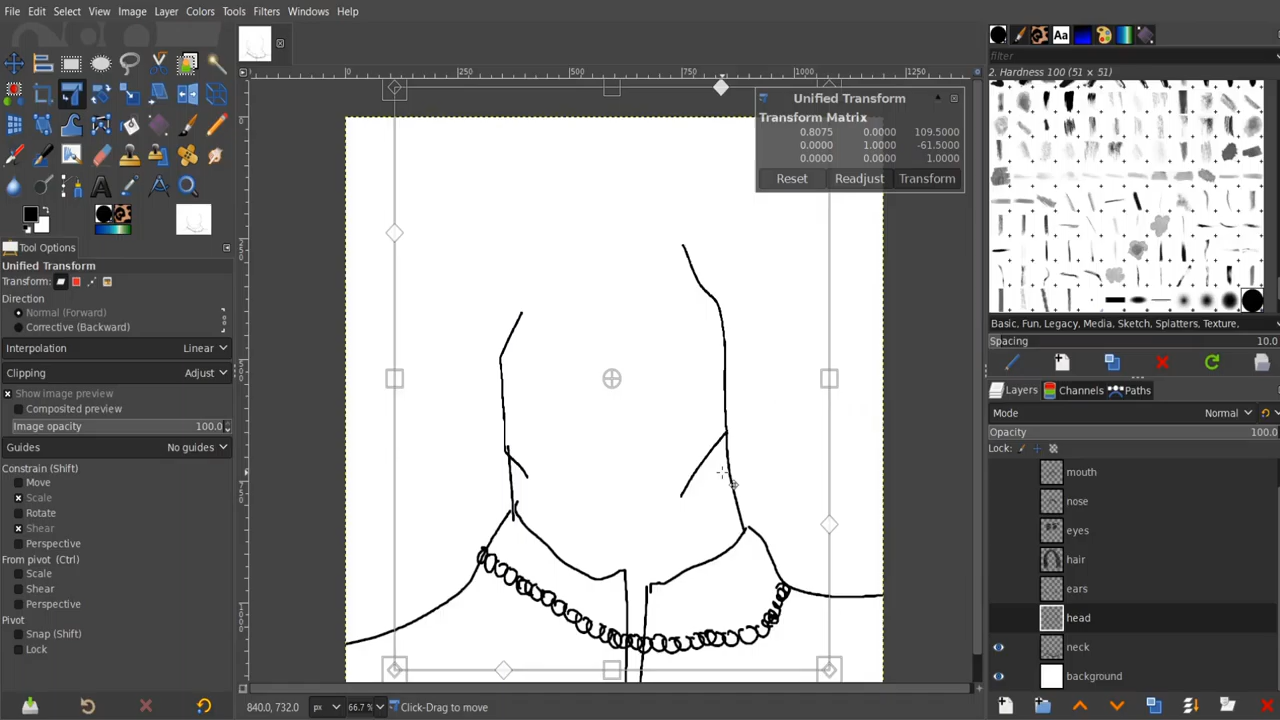 File Edit Select View Layer Image Layer Colors Tools Filters Windows Help
filter
2. Hardness 100 (51 × 51)
0 250 500 750 1000 1250
Unified Transform
Transform Matrix
0.8075 0.0000 109.5000
0.0000 1.0000 -61.5000
0.0000 0.0000 1.0000
Reset Readjust Transform
Tool Options
Unified Transform
Transform:
Direction
Normal (Forward)
Corrective (Backward)
Interpolation Linear
Clipping Adjust
Show image preview
Composited preview
Image opacity 100.0
Guides No guides
Constrain (Shift)
Move
Scale
Rotate
Shear
Perspective
From pivot (Ctrl)
Scale
Shear
Perspective
Pivot
Snap (Shift)
Lock
840.0, 732.0 px 66.7 % Click-Drag to move
Basic, Fun, Legacy, Media, Sketch, Splatters, Texture,
Spacing 10.0
Layers Channels Paths
Mode Normal
Opacity 100.0
Lock:
mouth
nose
eyes
hair
ears
head
neck
background